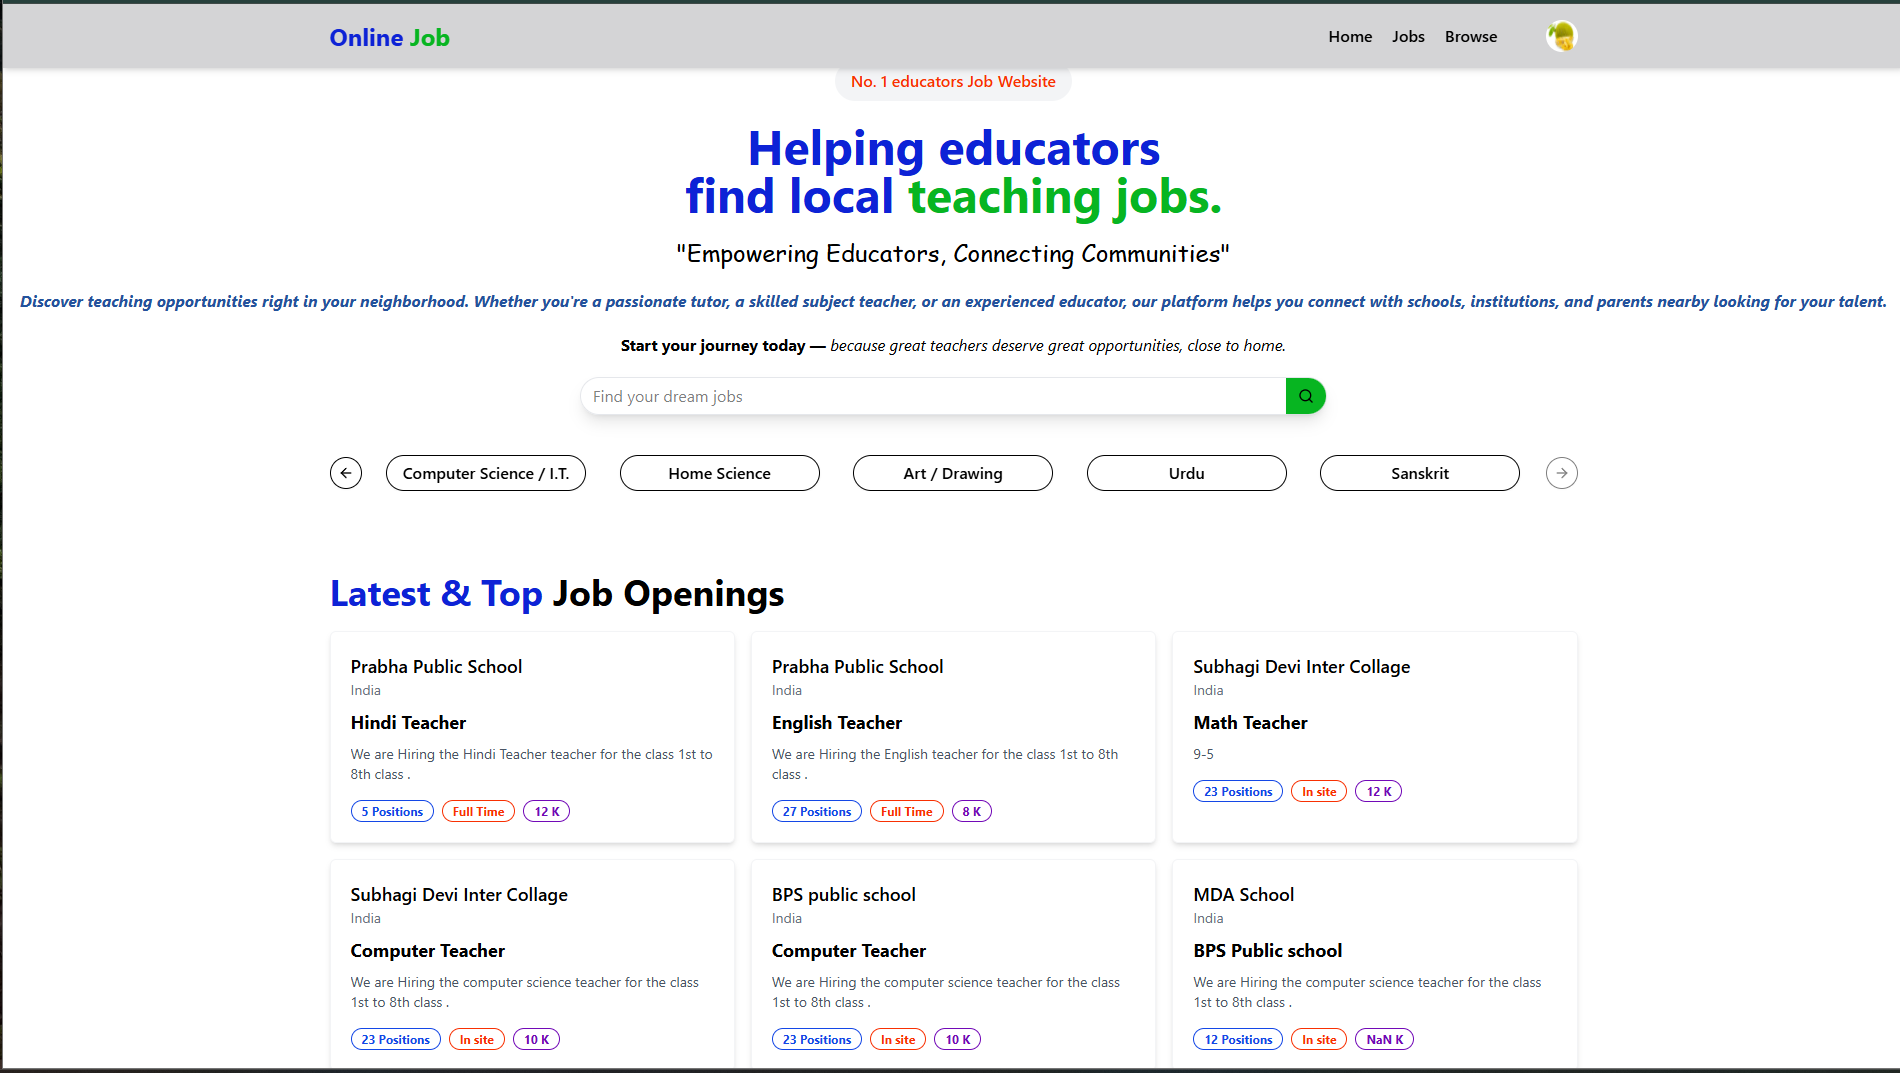 Online Job
Home Jobs Browse
No. 1 educators Job Website
Helping educators
find local teaching jobs.
"Empowering Educators, Connecting Communities"
Discover teaching opportunities right in your neighborhood. Whether you're a passionate tutor, a skilled subject teacher, or an experienced educator, our platform helps you connect with schools, institutions, and parents nearby looking for your talent.
Start your journey today — because great teachers deserve great opportunities, close to home.
Find your dream jobs
Computer Science / I.T. Home Science Art / Drawing Urdu Sanskrit
Latest & Top Job Openings
Prabha Public School
India
Hindi Teacher
We are Hiring the Hindi Teacher teacher for the class 1st to
8th class .
5 Positions Full Time 12 K
Prabha Public School
India
English Teacher
We are Hiring the English teacher for the class 1st to 8th
class .
27 Positions Full Time 8 K
Subhagi Devi Inter Collage
India
Math Teacher
9-5
23 Positions In site 12 K
Subhagi Devi Inter Collage
India
Computer Teacher
We are Hiring the computer science teacher for the class
1st to 8th class .
23 Positions In site 10 K
BPS public school
India
Computer Teacher
We are Hiring the computer science teacher for the class
1st to 8th class .
23 Positions In site 10 K
MDA School
India
BPS Public school
We are Hiring the computer science teacher for the class
1st to 8th class .
12 Positions In site NaN K